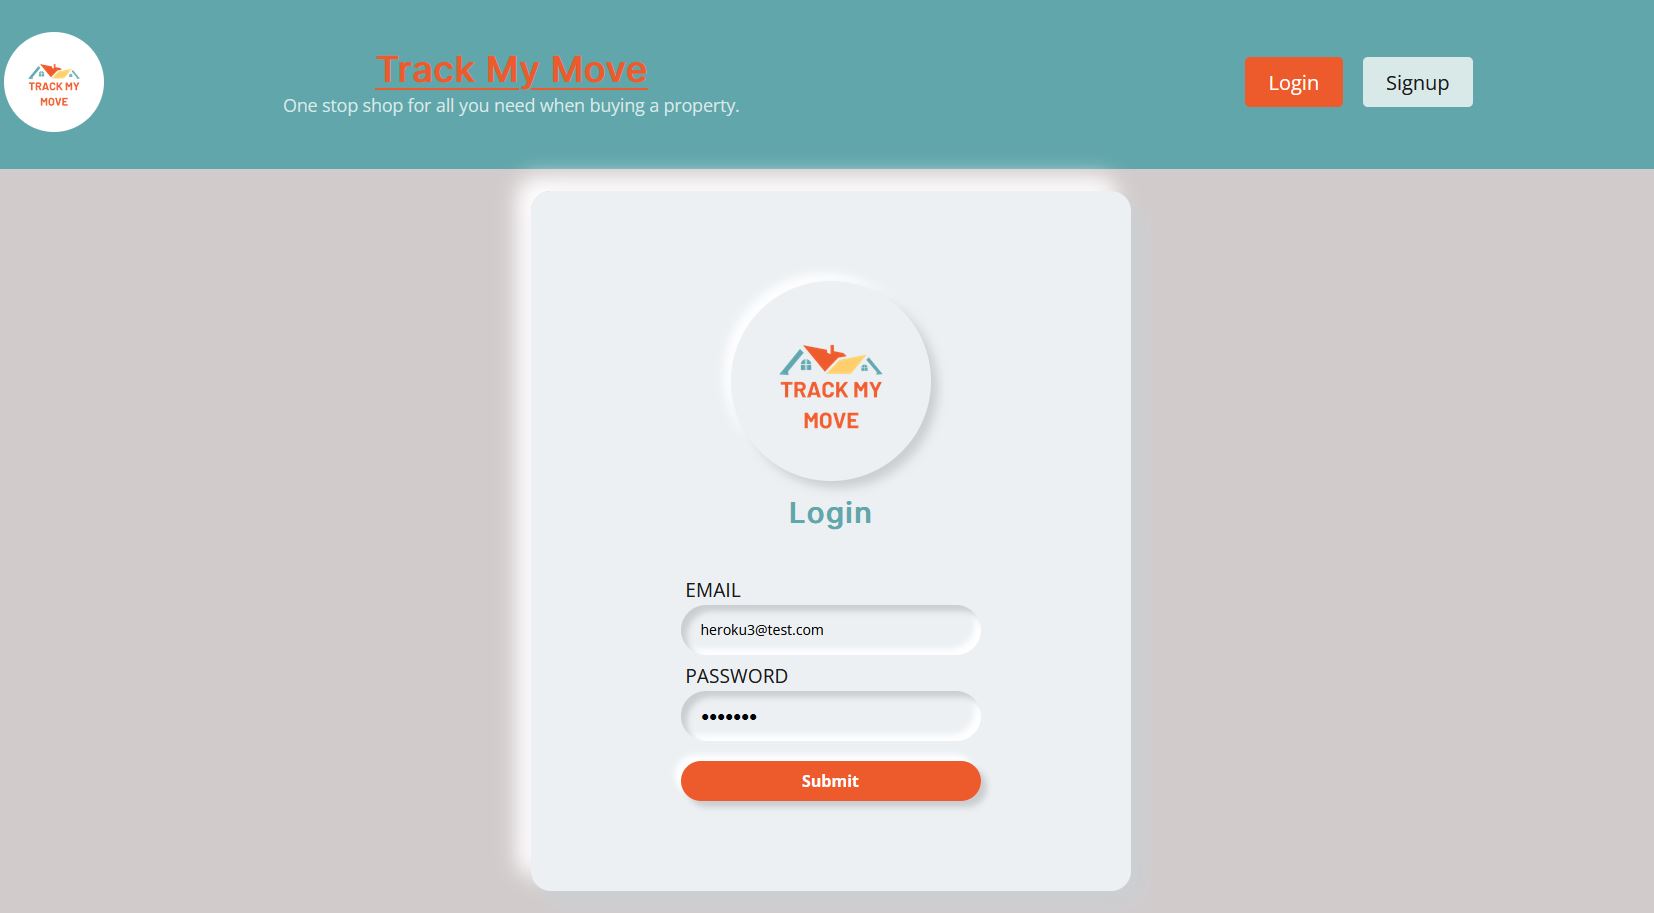 TRACK MY
MOVE
Track My Move
One stop shop for all you need when buying a property.
Login
Signup
TRACK MY
MOVE
Login
EMAIL
heroku3@test.com
PASSWORD
•••••••
Submit